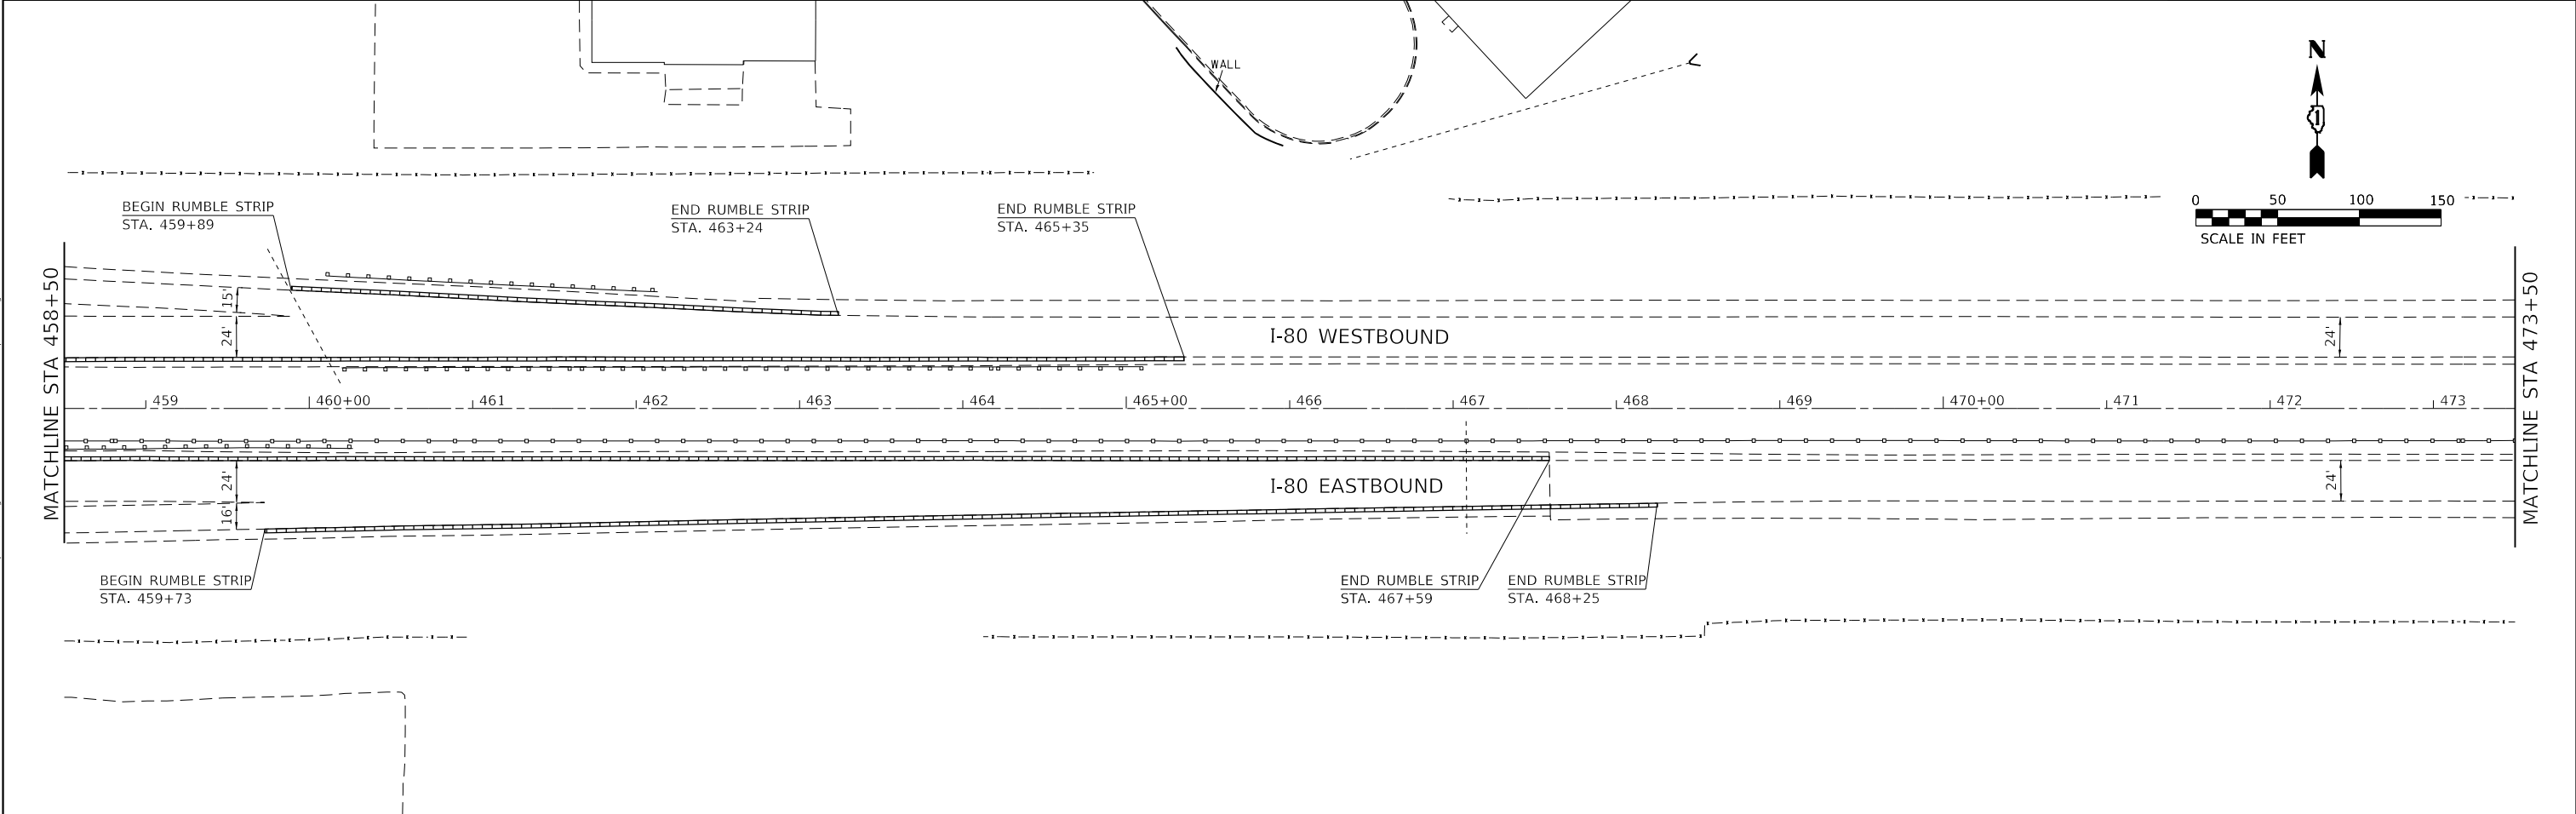 WALL
N
1
0 50 100 150
SCALE IN FEET
BEGIN RUMBLE STRIP
STA. 459+89
END RUMBLE STRIP
STA. 463+24
END RUMBLE STRIP
STA. 465+35
MATCHLINE STA 458+50
15'
24'
I-80 WESTBOUND
24'
MATCHLINE STA 473+50
459 460+00 461 462 463 464 465+00 466 467 468 469 470+00 471 472 473
24'
16'
I-80 EASTBOUND
24'
BEGIN RUMBLE STRIP
STA. 459+73
END RUMBLE STRIP
STA. 467+59
END RUMBLE STRIP
STA. 468+25